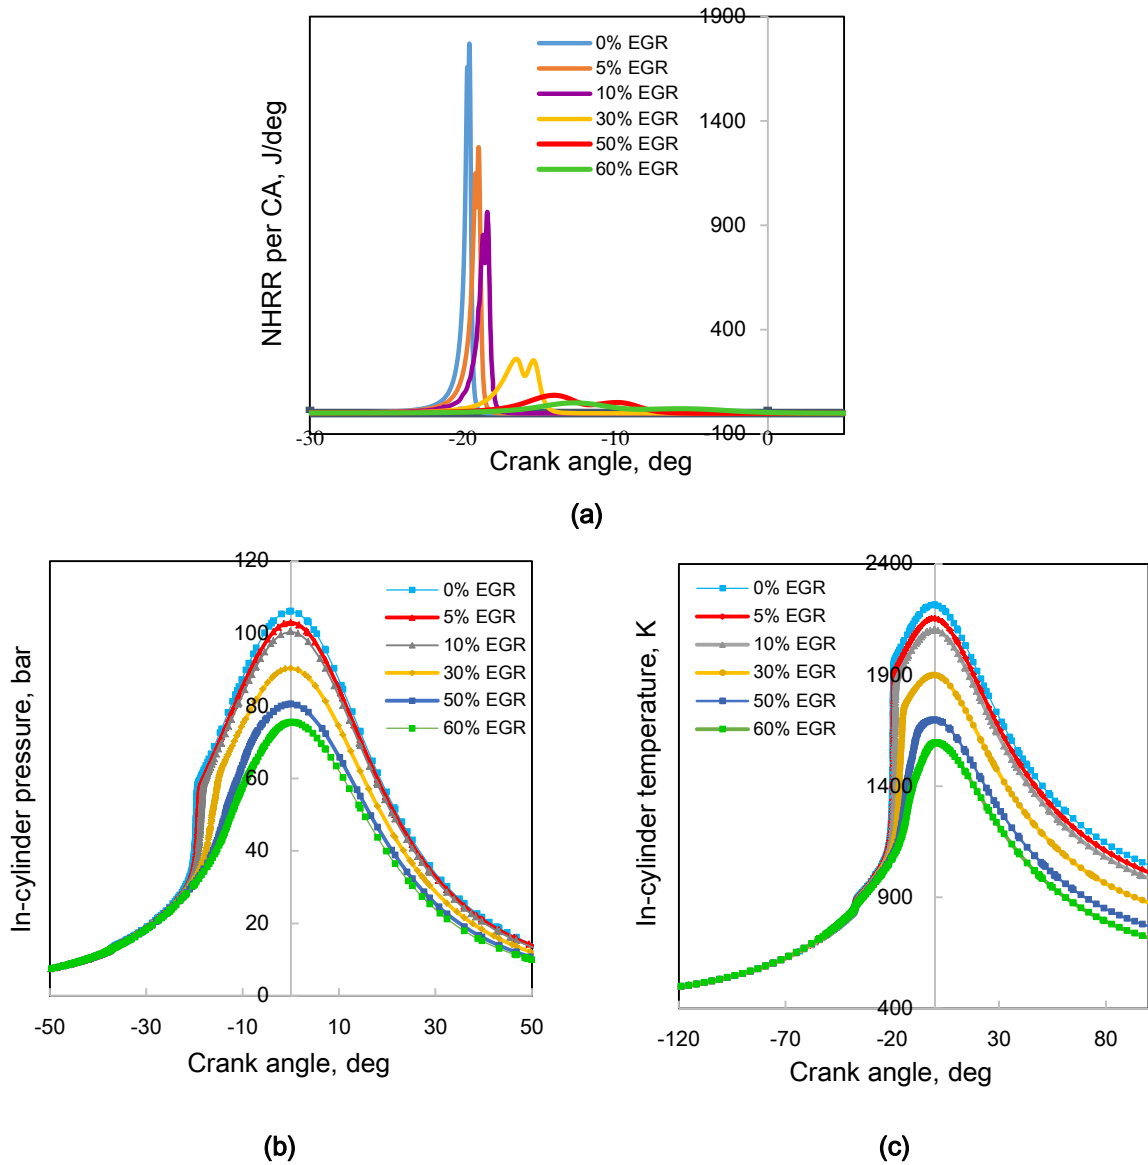 1900
0% EGR
5% EGR
10% EGR
30% EGR
50% EGR
60% EGR
1400
900
400
-100
NHRR per CA, J/deg
-30
-20
-10
0
Crank angle, deg
(a)
120
100
80
60
40
20
0
0% EGR
5% EGR
10% EGR
30% EGR
50% EGR
60% EGR
In-cylinder pressure, bar
-50
-30
-10
10
30
50
Crank angle, deg
(b)
2400
1900
1400
900
400
0% EGR
5% EGR
10% EGR
30% EGR
50% EGR
60% EGR
In-cylinder temperature, K
-120
-70
-20
30
80
Crank angle, deg
(c)